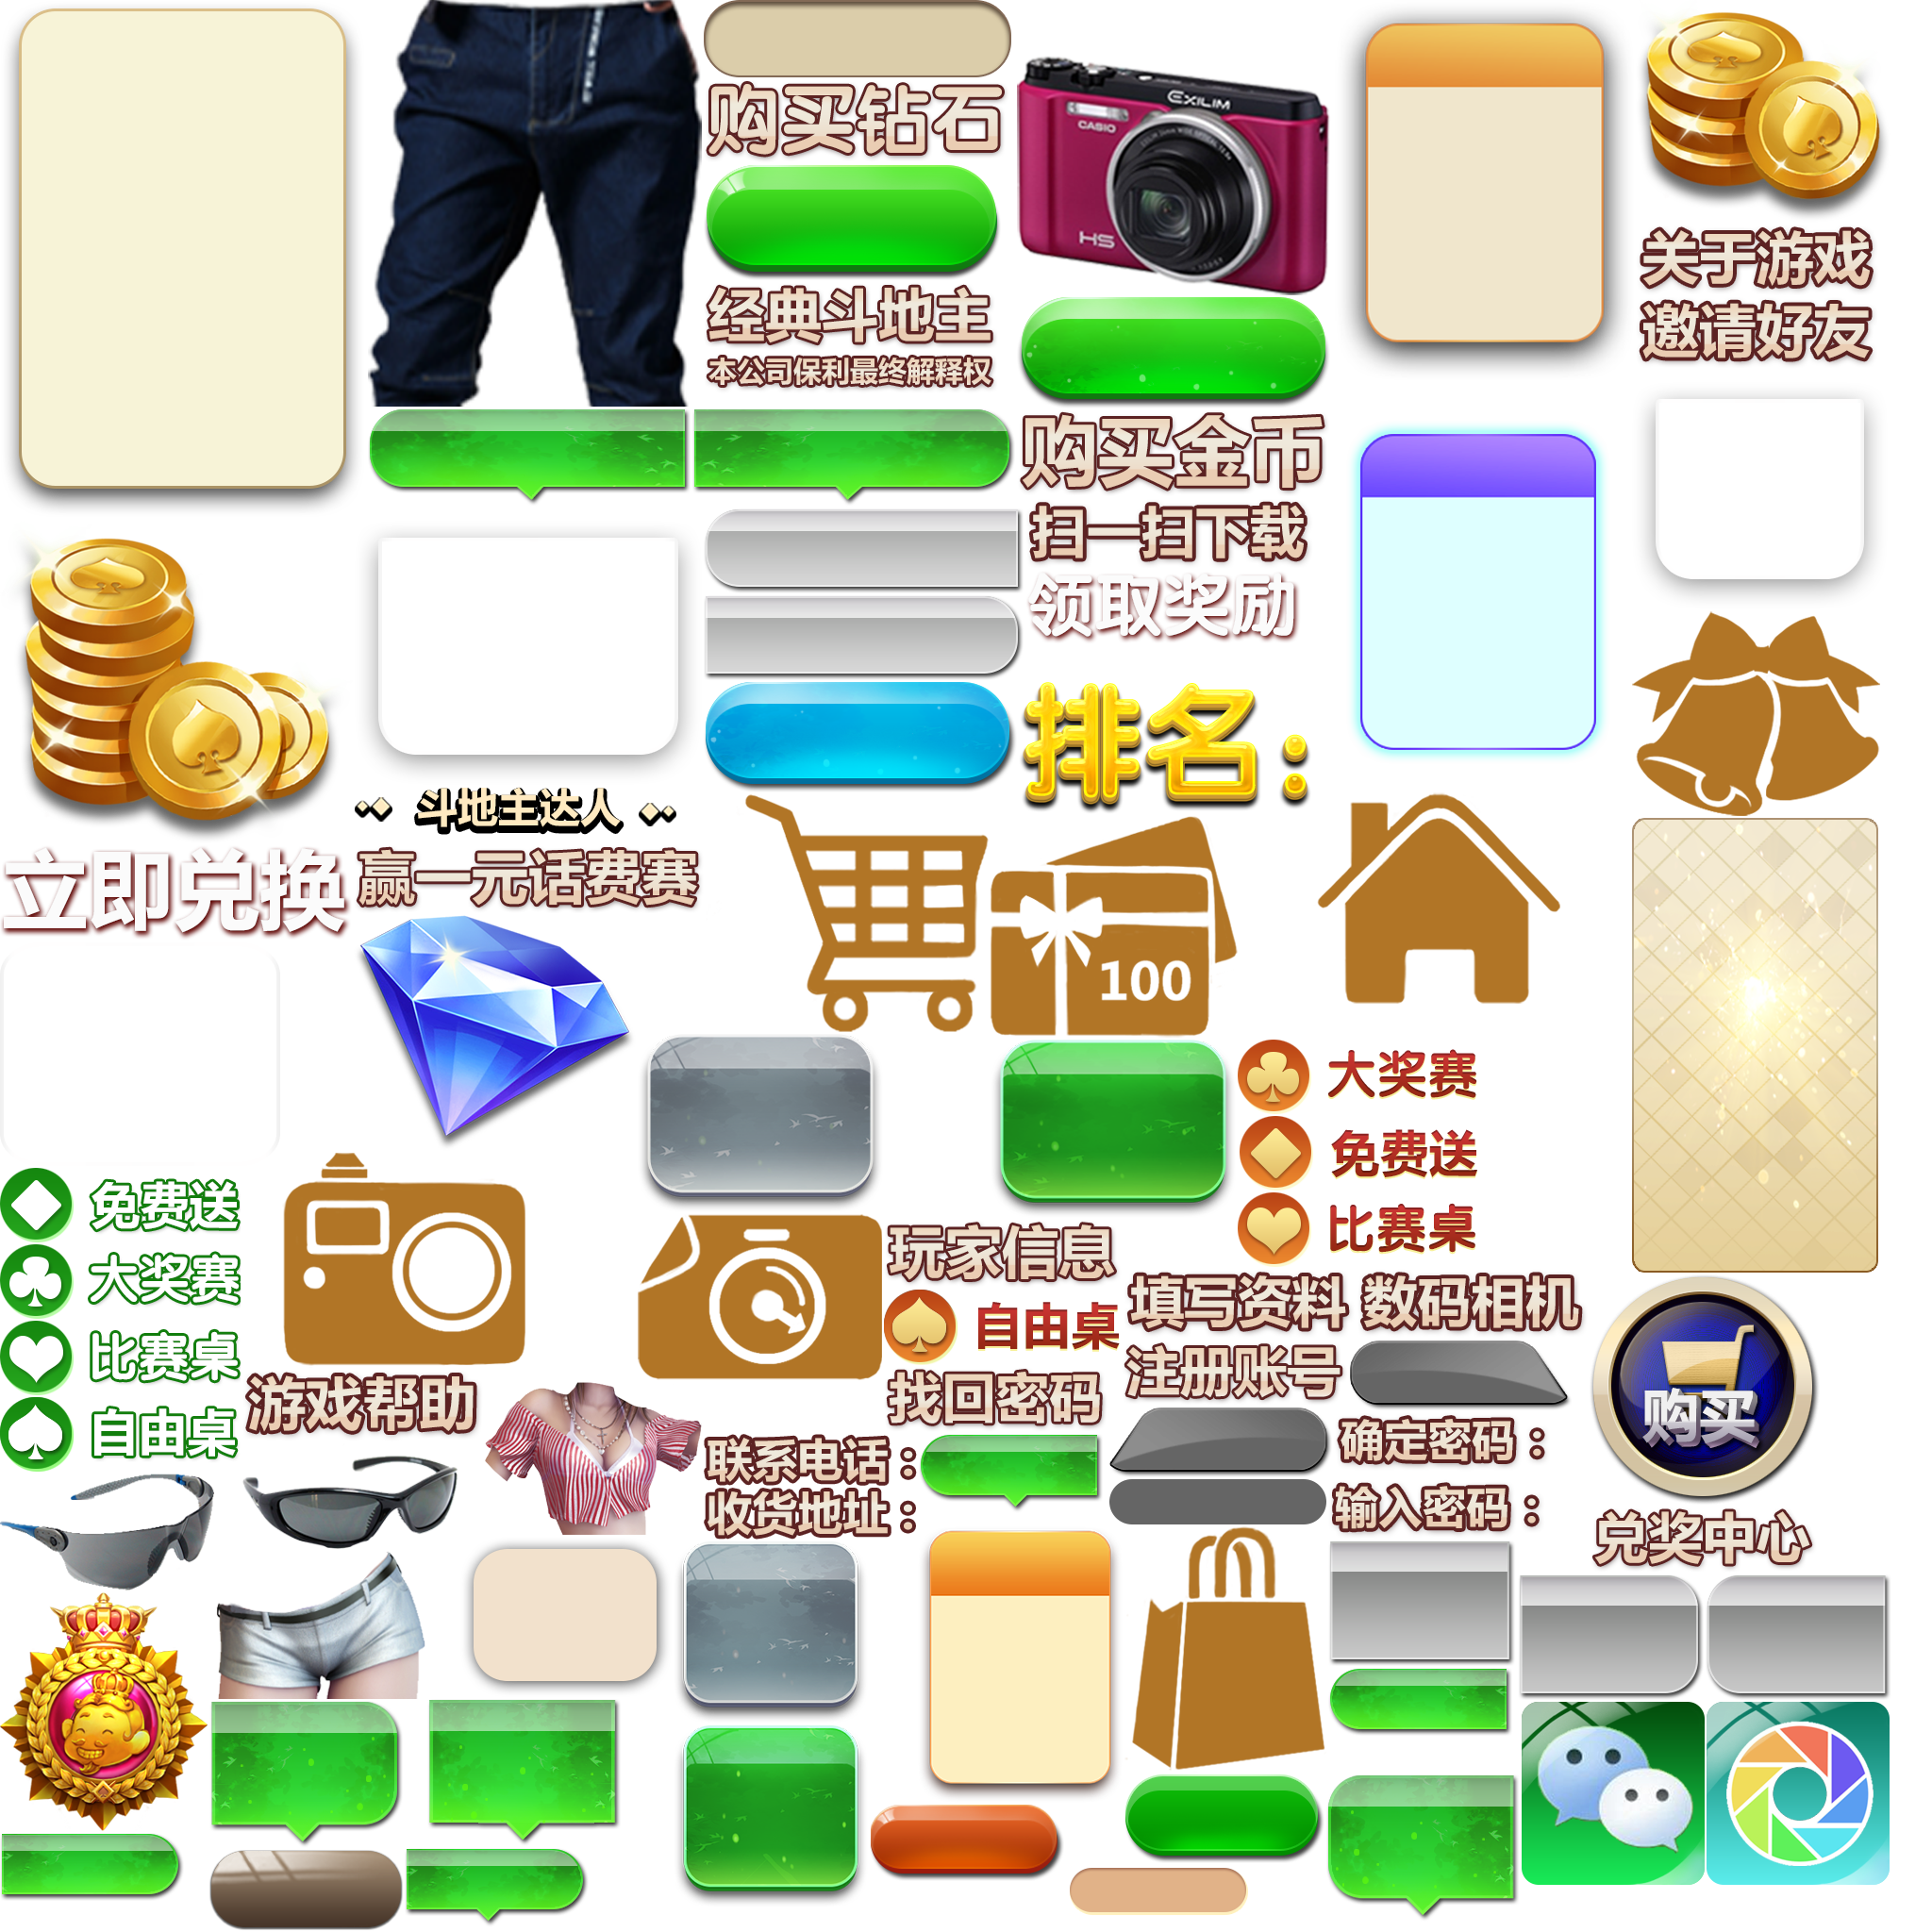 购买钻石
EXILIM
CASIO
HS
关于游戏
邀请好友
经典斗地主
本公司保利最终解释权
购买金币
扫一扫下载
领取奖励
排名：
斗地主达人
立即兑换
赢一元话费赛
100
大奖赛
免费送
比赛桌
免费送
大奖赛
比赛桌
自由桌
玩家信息
自由桌
填写资料
数码相机
游戏帮助
找回密码
注册账号
购买
联系电话：
收货地址：
确定密码：
输入密码：
兑奖中心